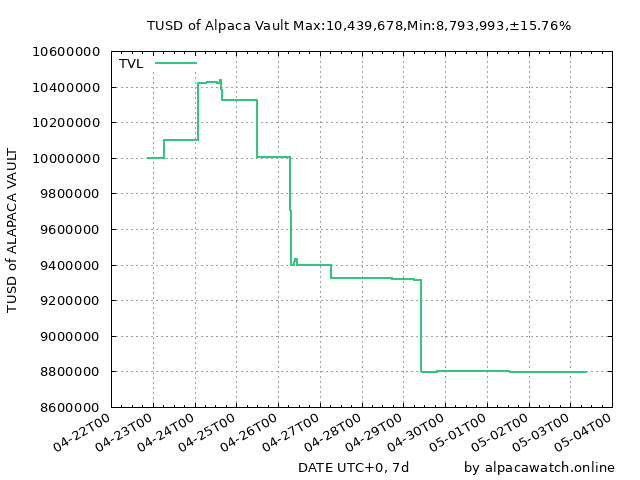 TUSD of Alpaca Vault Max:10,439,678,Min:8,793,993,±15.76%
TVL
10600000
10400000
10200000
10000000
9800000
9600000
9400000
9200000
9000000
8800000
8600000
TUSD of ALAPACA VAULT
04-22T00
04-23T00
04-24T00
04-25T00
04-26T00
04-27T00
04-28T00
04-29T00
04-30T00
05-01T00
05-02T00
05-03T00
05-04T00
DATE UTC+0, 7d
by alpacawatch.online